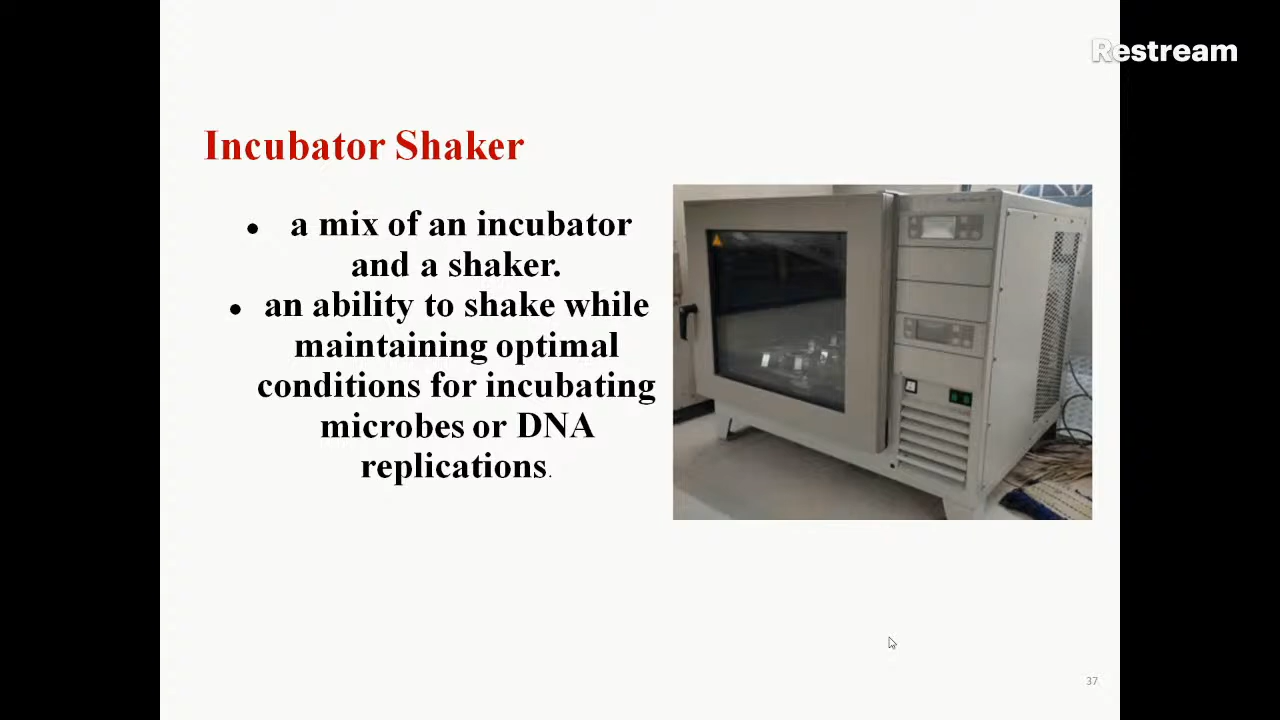 Restream
Incubator Shaker
• a mix of an incubator
and a shaker.
• an ability to shake while
maintaining optimal
conditions for incubating
microbes or DNA
replications.
37